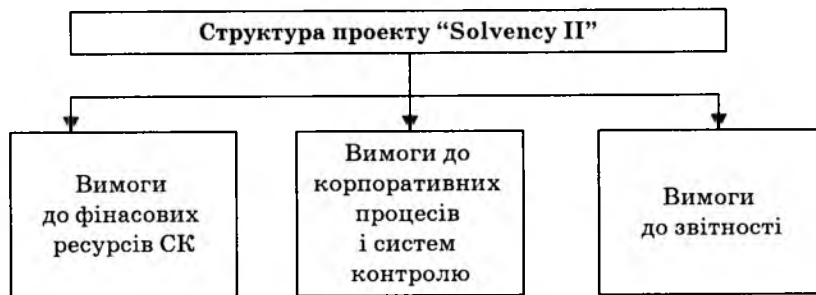 Структура проекту “Solvency II”
Вимоги
до фінасових
ресурсів СК
Вимоги до
корпоративних
процесів
і систем
контролю
Вимоги
до звітності